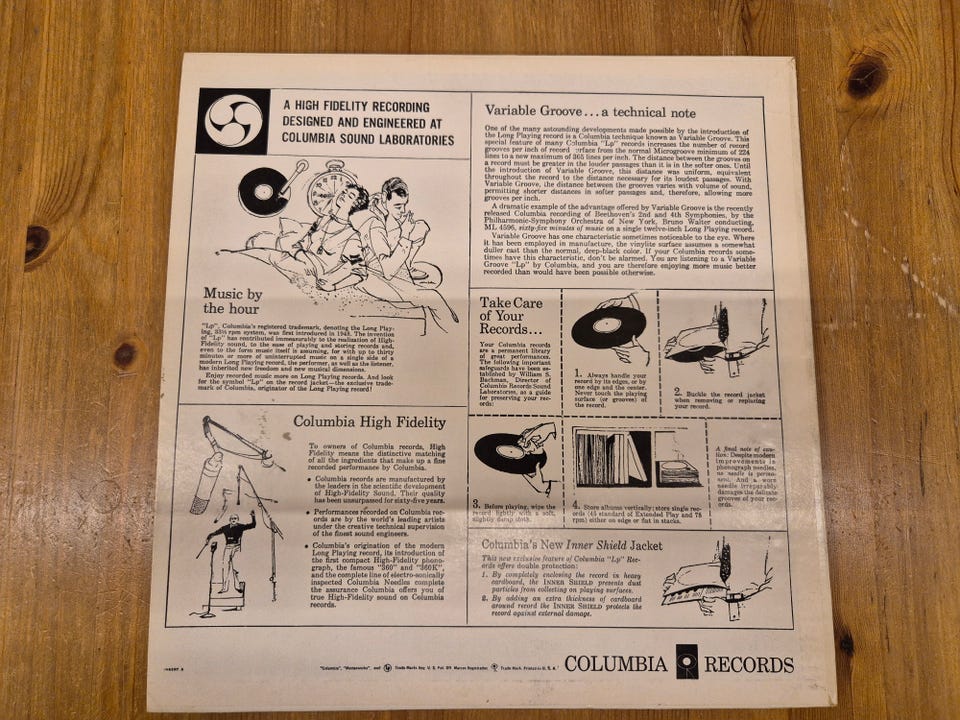 A HIGH FIDELITY RECORDING
DESIGNED AND ENGINEERED AT
COLUMBIA SOUND LABORATORIES
Music by
the hour
"Lp", Columbia's registered trademark, denoting the Long Play-
ing, 33⅓ rpm system, was first introduced in 1948. The invention
of "Lp" has contributed immeasurably to the realization of High-
Fidelity sound, to the ease of playing and storing records and,
even to the form music itself is assuming, for with up to thirty
minutes or more of uninterrupted music on a single side of a
modern Long Playing record, the performer, as well as the listener,
has inherited new freedom and new musical dimensions.
Enjoy recorded music more on Long Playing records. And look
for the symbol "Lp" on the record jacket—the exclusive trade-
mark of Columbia, originator of the Long Playing record!
Columbia High Fidelity
To owners of Columbia records, High
Fidelity means the distinctive matching
of all the ingredients that make up a fine
recorded performance by Columbia.
• Columbia records are manufactured by
the leaders in the scientific development
of High-Fidelity Sound. Their quality
has been unsurpassed for sixty-five years.
• Performances recorded on Columbia rec-
ords are by the world's leading artists
under the creative technical supervision
of the finest sound engineers.
• Columbia's origination of the modern
Long Playing record, its introduction of
the first compact High-Fidelity phono-
graph, the famous "360" and "360K",
and the complete line of electro-sonically
inspected Columbia Needles complete
the assurance Columbia offers you of
true High-Fidelity sound on Columbia
records.
Variable Groove...a technical note
One of the many astounding developments made possible by the introduction of
the Long Playing record is a Columbia technique known as Variable Groove. This
special feature of many Columbia "Lp" records increases the number of record
grooves per inch of record surface from the normal Microgroove minimum of 224
lines to a new maximum of 365 lines per inch. The distance between the grooves on
a record must be greater in the louder passages than it is in the softer ones. Until
the introduction of Variable Groove, this distance was uniform, equivalent
throughout the record to the distance necessary for its loudest passages. With
Variable Groove, the distance between the grooves varies with volume of sound,
permitting shorter distances in softer passages and, therefore, allowing more
grooves per inch.
A dramatic example of the advantage offered by Variable Groove is the recently
released Columbia recording of Beethoven's 2nd and 4th Symphonies, by the
Philharmonic-Symphony Orchestra of New York, Bruno Walter conducting,
ML 4596, sixty-five minutes of music on a single twelve-inch Long Playing record.
Variable Groove has one characteristic sometimes noticeable to the eye. Where
it has been employed in manufacture, the vinylite surface assumes a somewhat
duller cast than the normal, deep-black color. If your Columbia records some-
times have this characteristic, don't be alarmed. You are listening to a Variable
Groove "Lp" by Columbia, and you are therefore enjoying more music better
recorded than would have been possible otherwise.
Take Care
of Your
Records...
Your Columbia records
are a permanent library
of great performances.
The following important
safeguards have been es-
tablished by William S.
Bachman, Director of
Columbia Records Sound
Laboratories, as a guide
for preserving your rec-
ords:
1. Always handle your
record by its edges, or by
one edge and the center.
Never touch the playing
surface (or grooves) of
the record.
2. Buckle the record jacket
when removing or replacing
your record.
3. Before playing, wipe the
record lightly with a soft,
slightly damp cloth.
4. Store albums vertically; store single rec-
ords (45 standard of Extended Play and 78
rpm) either on edge or flat in stacks.
A final note of cau-
tion: Despite modern
improvements in
phonograph needles,
no needle is perma-
nent. And a worn
needle irreparably
damages the delicate
grooves of your rec-
ords.
Columbia's New Inner Shield Jacket
This new exclusive feature of Columbia "Lp" Rec-
ords offers double protection:
1. By completely enclosing the record in heavy
cardboard, the INNER SHIELD prevents dust
particles from collecting on playing surfaces.
2. By adding an extra thickness of cardboard
around record the INNER SHIELD protects the
record against external damage.
"Columbia", "Masterworks", and Trade Marks Reg. U. S. Pat. Off. Marcas Registradas. Trade Mark. Printed in U. S. A.
COLUMBIA RECORDS